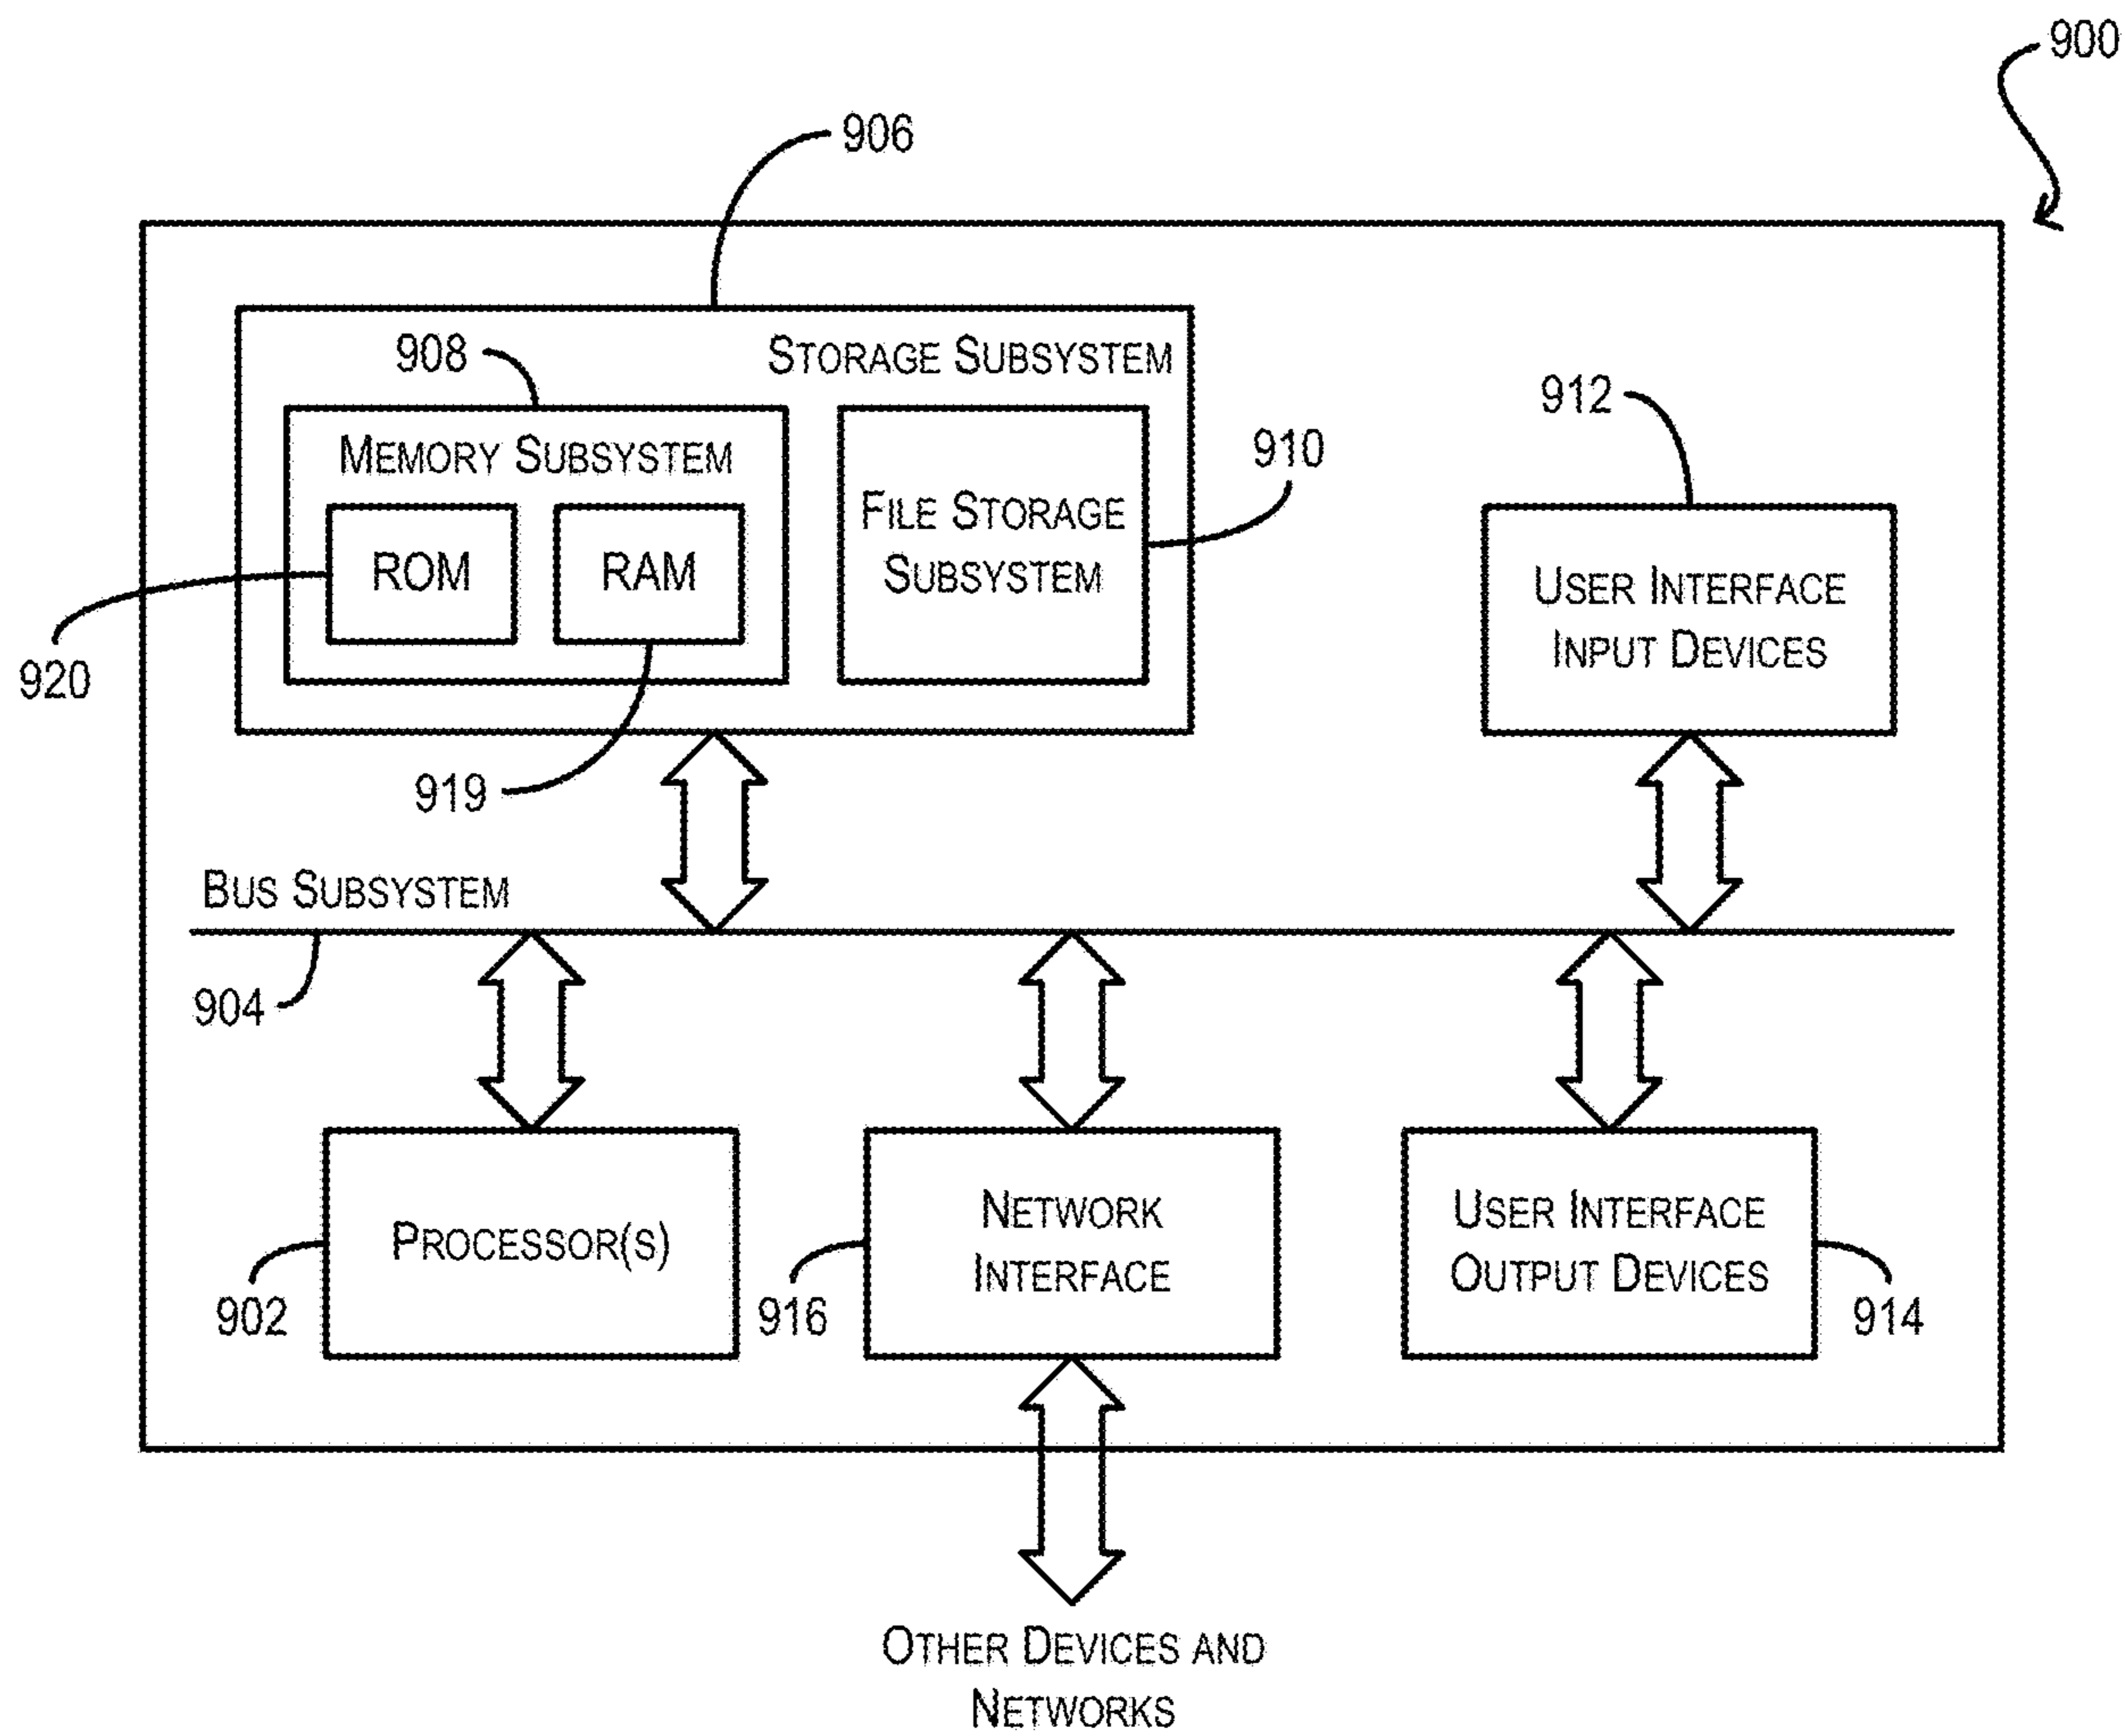 900
906
908
STORAGE SUBSYSTEM
912
MEMORY SUBSYSTEM
910
FILE STORAGE
SUBSYSTEM
ROM
RAM
USER INTERFACE
INPUT DEVICES
920
919
BUS SUBSYSTEM
904
PROCESSOR(S)
NETWORK
INTERFACE
USER INTERFACE
OUTPUT DEVICES
902
916
914
OTHER DEVICES AND
NETWORKS